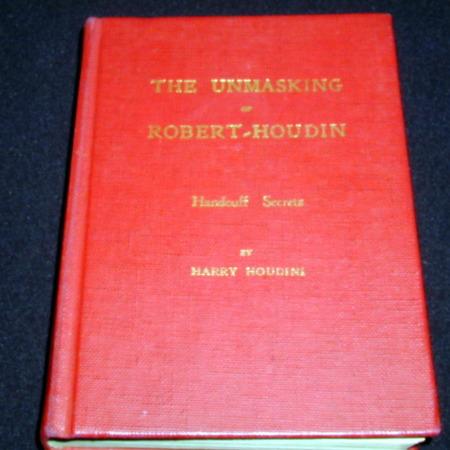 THE UNMASKING
OF
ROBERT-HOUDIN
Handcuff Secrets
BY
HARRY HOUDINI